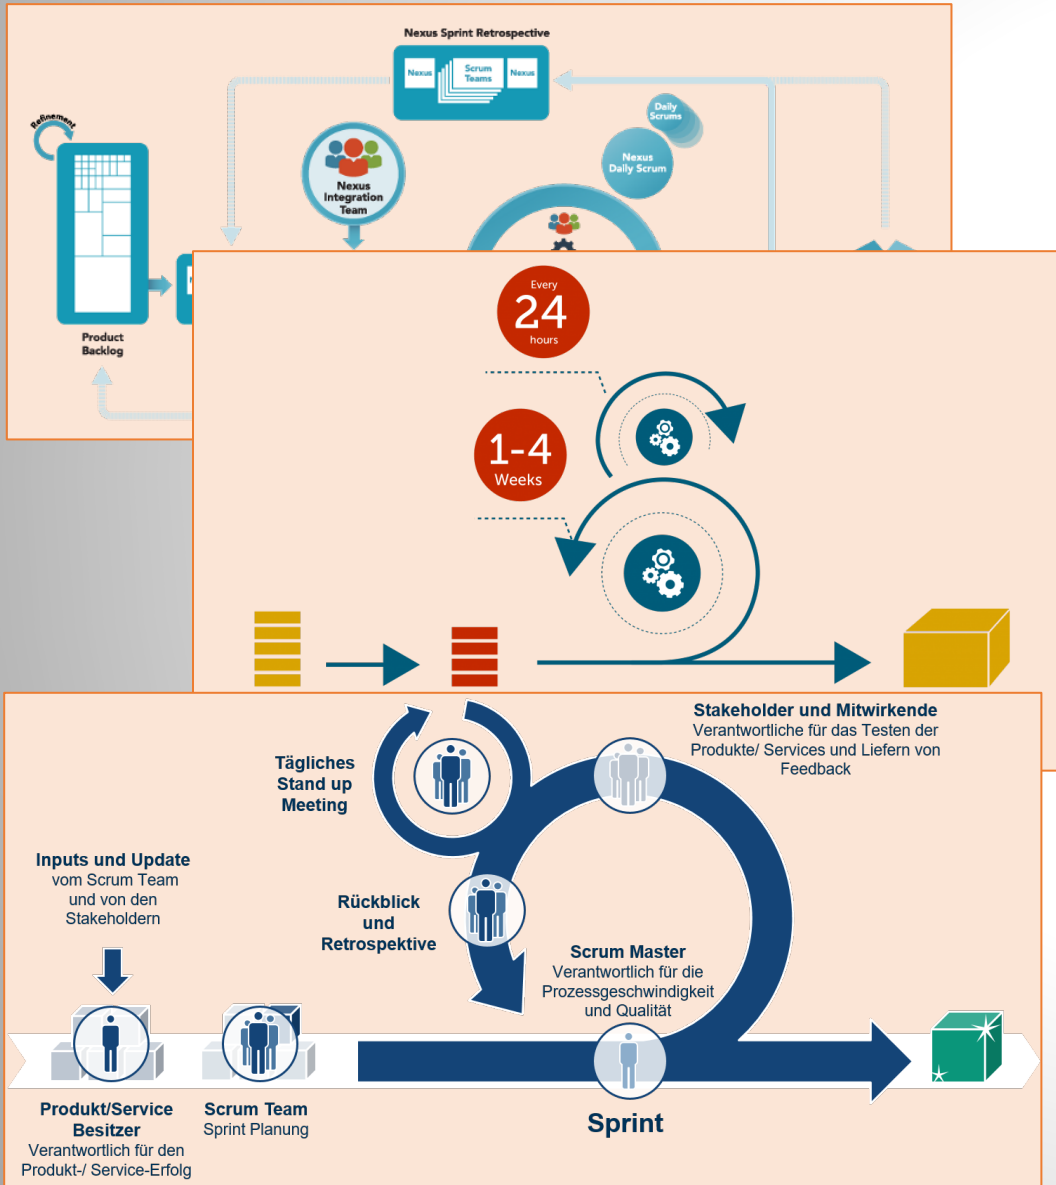 Nexus Sprint Retrospective
Nexus
Scrum
Teams
Nexus
Refinement
Daily
Scrums
Nexus
Daily Scrum
Nexus
Integration
Team
Product
Backlog
Every
24
hours
1-4
Weeks
Stakeholder und Mitwirkende
Verantwortliche für das Testen der
Produkte/ Services und Liefern von
Feedback
Tägliches
Stand up
Meeting
Inputs und Update
vom Scrum Team
und von den
Stakeholdern
Rückblick
und
Retrospektive
Scrum Master
Verantwortlich für die
Prozessgeschwindigkeit
und Qualität
Produkt/Service
Besitzer
Verantwortlich für den
Produkt-/ Service-Erfolg
Scrum Team
Sprint Planung
Sprint